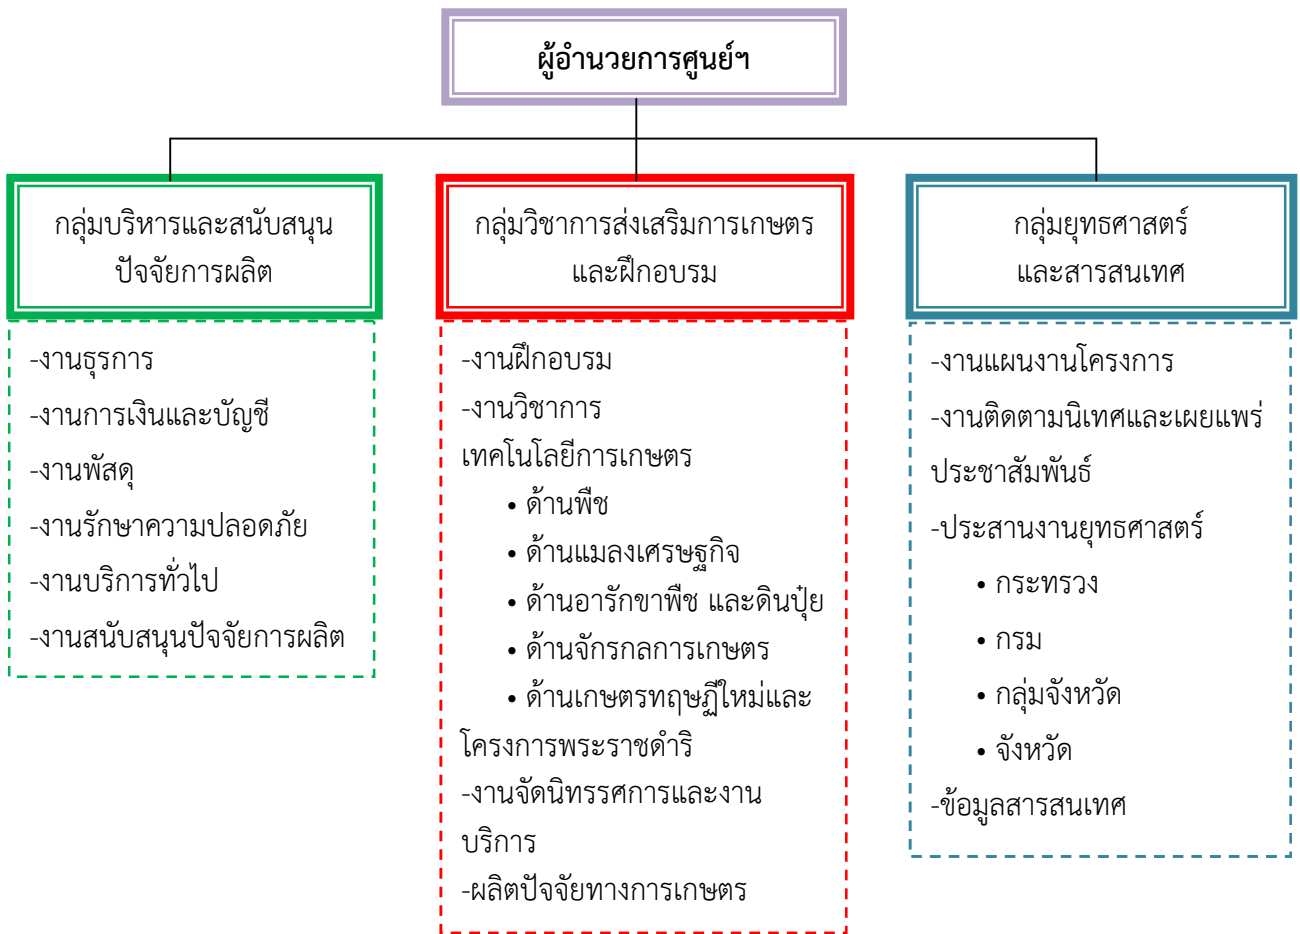 ผู้อำนวยการศูนย์ฯ
กลุ่มบริหารและสนับสนุน
ปัจจัยการผลิต
-งานธุรการ
-งานการเงินและบัญชี
-งานพัสดุ
-งานรักษาความปลอดภัย
-งานบริการทั่วไป
-งานสนับสนุนปัจจัยการผลิต
กลุ่มวิชาการส่งเสริมการเกษตร
และฝึกอบรม
-งานฝึกอบรม
-งานวิชาการ
เทคโนโลยีการเกษตร
• ด้านพืช
• ด้านแมลงเศรษฐกิจ
• ด้านอารักขาพืช และดินปุ๋ย
• ด้านจักรกลการเกษตร
• ด้านเกษตรทฤษฎีใหม่และ
โครงการพระราชดำริ
-งานจัดนิทรรศการและงาน
บริการ
-ผลิตปัจจัยทางการเกษตร
กลุ่มยุทธศาสตร์
และสารสนเทศ
-งานแผนงานโครงการ
-งานติดตามนิเทศและเผยแพร่
ประชาสัมพันธ์
-ประสานงานยุทธศาสตร์
• กระทรวง
• กรม
• กลุ่มจังหวัด
• จังหวัด
-ข้อมูลสารสนเทศ